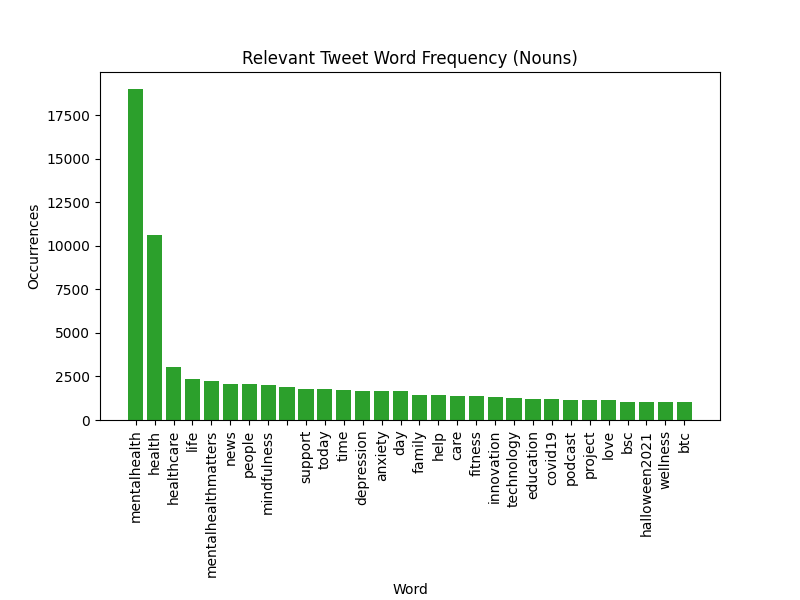 Relevant Tweet Word Frequency (Nouns)
17500
15000
12500
10000
7500
5000
2500
0
Occurrences
mentalhealth
health
healthcare
life
mentalhealthmatters
news
people
mindfulness
support
today
time
depression
anxiety
day
family
help
care
fitness
innovation
technology
education
covid19
podcast
project
love
bsc
halloween2021
wellness
btc
Word